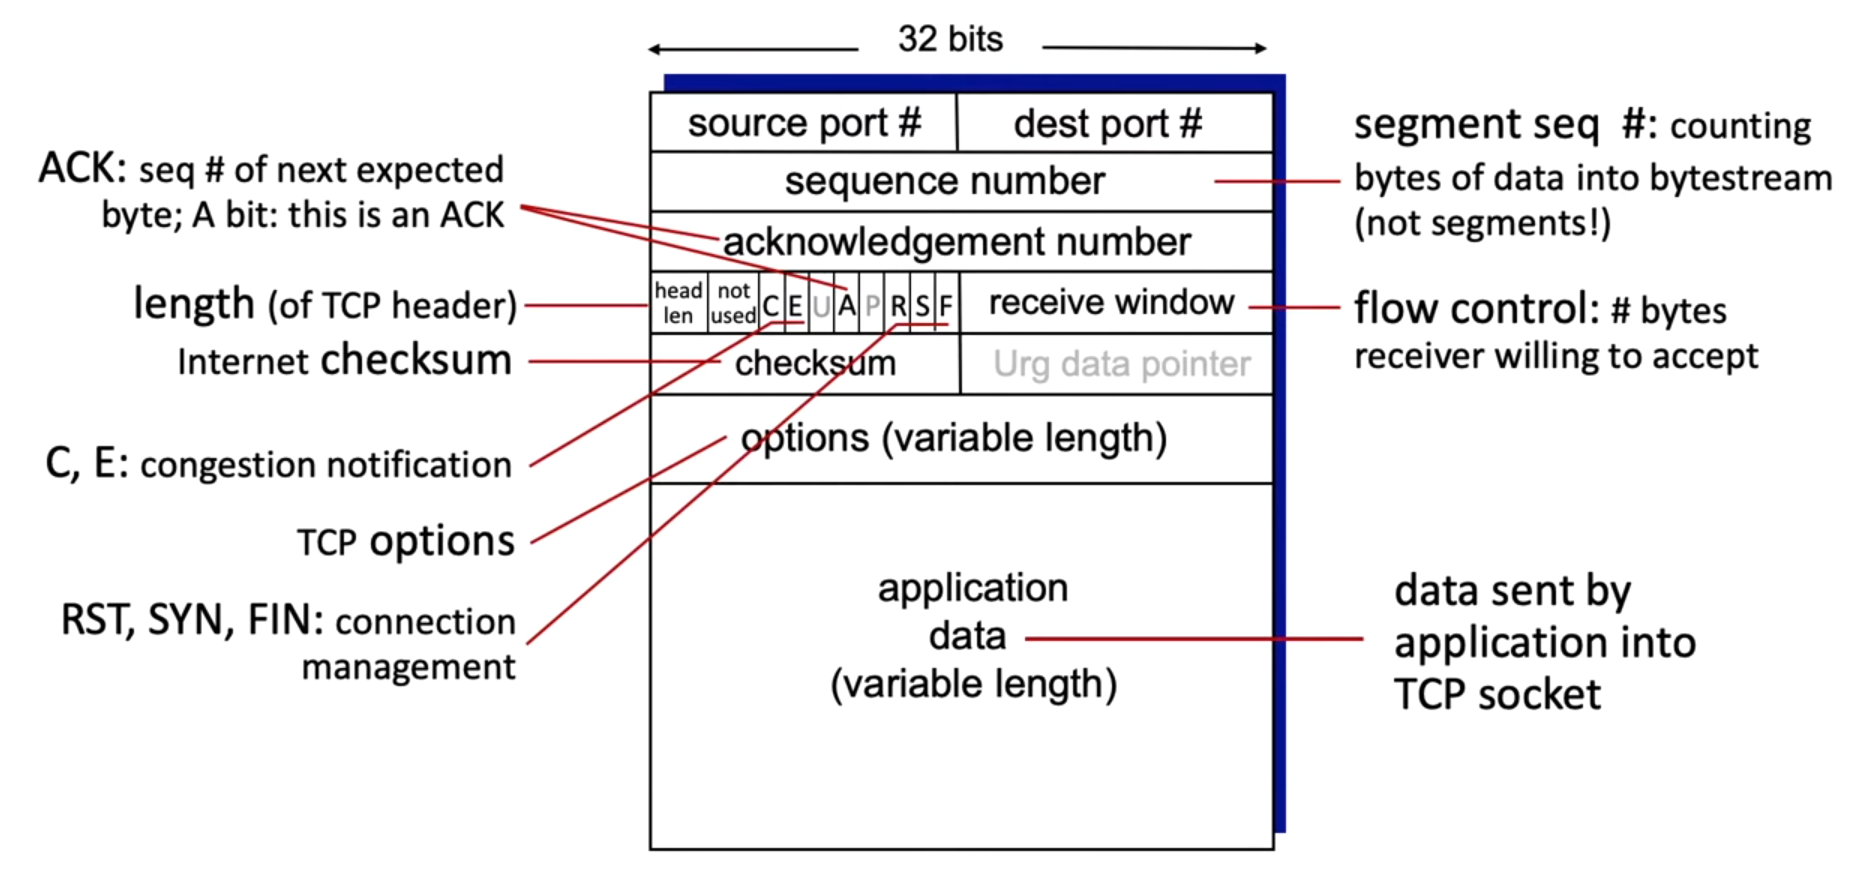 32 bits
source port #
dest port #
sequence number
acknowledgement number
head
len
not
used
C
E
U
A
P
R
S
F
receive window
checksum
Urg data pointer
options (variable length)
application
data
(variable length)
ACK: seq # of next expected
byte; A bit: this is an ACK
length (of TCP header)
Internet checksum
C, E: congestion notification
TCP options
RST, SYN, FIN: connection
management
segment seq #: counting
bytes of data into bytestream
(not segments!)
flow control: # bytes
receiver willing to accept
data sent by
application into
TCP socket